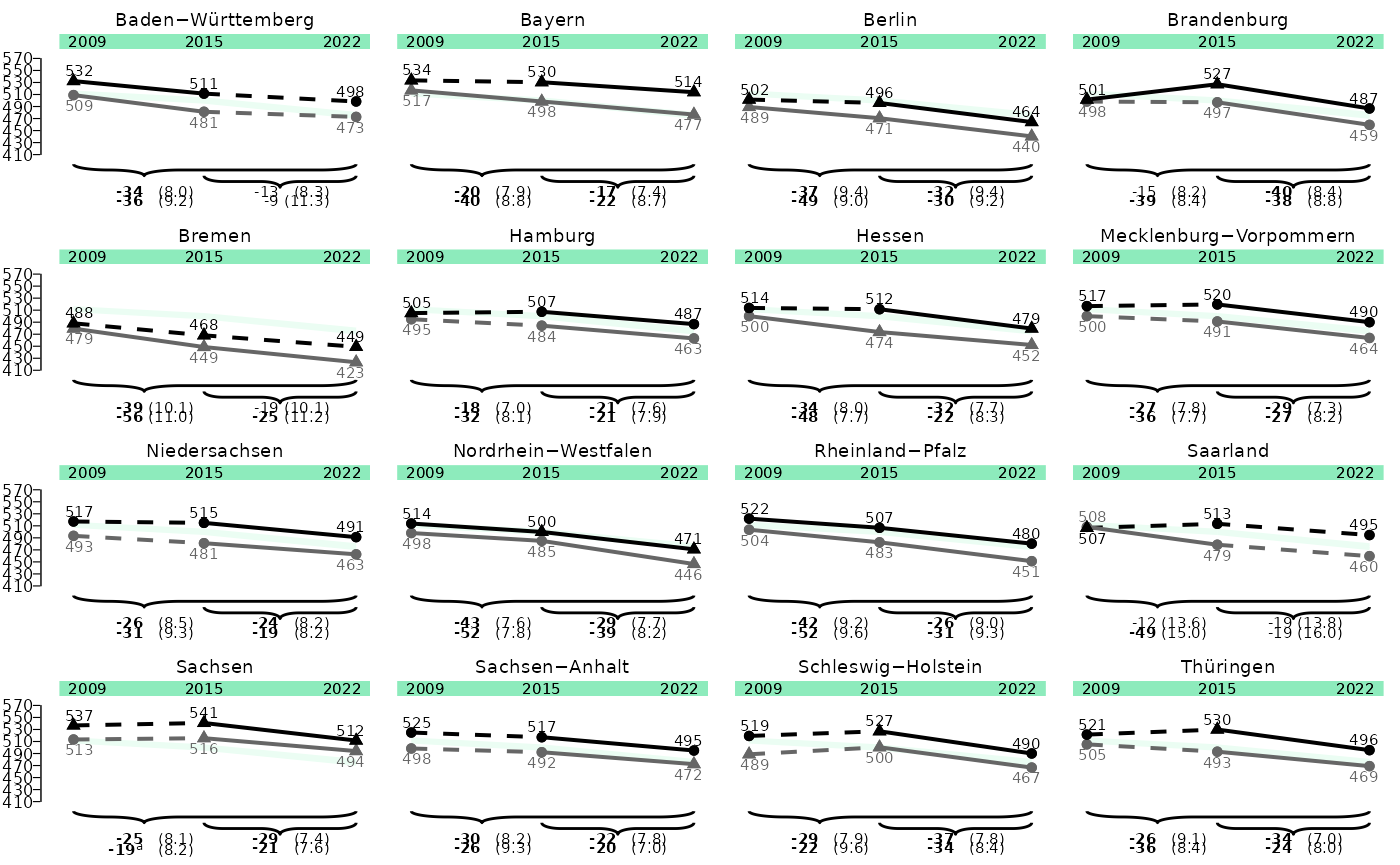 Baden−Württemberg
2009 2015 2022
570
550
530
510
490
470
450
430
410
532 511 498
509 481 473
-34 (8.0) -13 (8.3)
-36 (9.2) -9 (11.3)
Bayern
2009 2015 2022
534 530 514
517 498 477
-20 (7.9) -17 (7.4)
-40 (8.8) -22 (8.7)
Berlin
2009 2015 2022
502 496 464
489 471 440
-37 (9.4) -32 (9.4)
-49 (9.0) -30 (9.2)
Brandenburg
2009 2015 2022
501 527 487
498 497 459
-15 (8.2) -40 (8.4)
-39 (8.4) -38 (8.8)
Bremen
2009 2015 2022
570
550
530
510
490
470
450
430
410
488 468 449
479 449 423
-39 (10.1) -19 (10.1)
-56 (11.0) -25 (11.2)
Hamburg
2009 2015 2022
505 507 487
495 484 463
-18 (7.0) -21 (7.6)
-32 (8.1) -21 (7.9)
Hessen
2009 2015 2022
514 512 479
500 474 452
-34 (8.0) -32 (7.7)
-48 (7.7) -22 (8.3)
Mecklenburg−Vorpommern
2009 2015 2022
517 520 490
500 491 464
-27 (7.8) -29 (7.3)
-36 (7.7) -27 (8.2)
Niedersachsen
2009 2015 2022
570
550
530
510
490
470
450
430
410
517 515 491
493 481 463
-26 (8.5) -24 (8.2)
-31 (9.3) -19 (8.2)
Nordrhein−Westfalen
2009 2015 2022
514 500 471
498 485 446
-43 (7.6) -29 (7.7)
-52 (7.8) -39 (8.2)
Rheinland−Pfalz
2009 2015 2022
522 507 480
504 483 451
-42 (9.2) -26 (9.0)
-52 (9.6) -31 (9.3)
Saarland
2009 2015 2022
508 513 495
507 479 460
-12 (13.6) -19 (13.8)
-49 (15.0) -19 (16.0)
Sachsen
2009 2015 2022
570
550
530
510
490
470
450
430
410
537 541 512
513 516 494
-25 (8.1) -29 (7.4)
-19ᵃ (8.2) -21 (7.6)
Sachsen−Anhalt
2009 2015 2022
525 517 495
498 492 472
-30 (8.2) -22 (7.8)
-26 (9.3) -20 (7.0)
Schleswig−Holstein
2009 2015 2022
519 527 490
489 500 467
-29 (7.9) -37 (7.8)
-22 (9.6) -34 (8.4)
Thüringen
2009 2015 2022
521 530 496
505 493 469
-26 (9.1) -34 (7.0)
-36 (8.4) -24 (8.0)